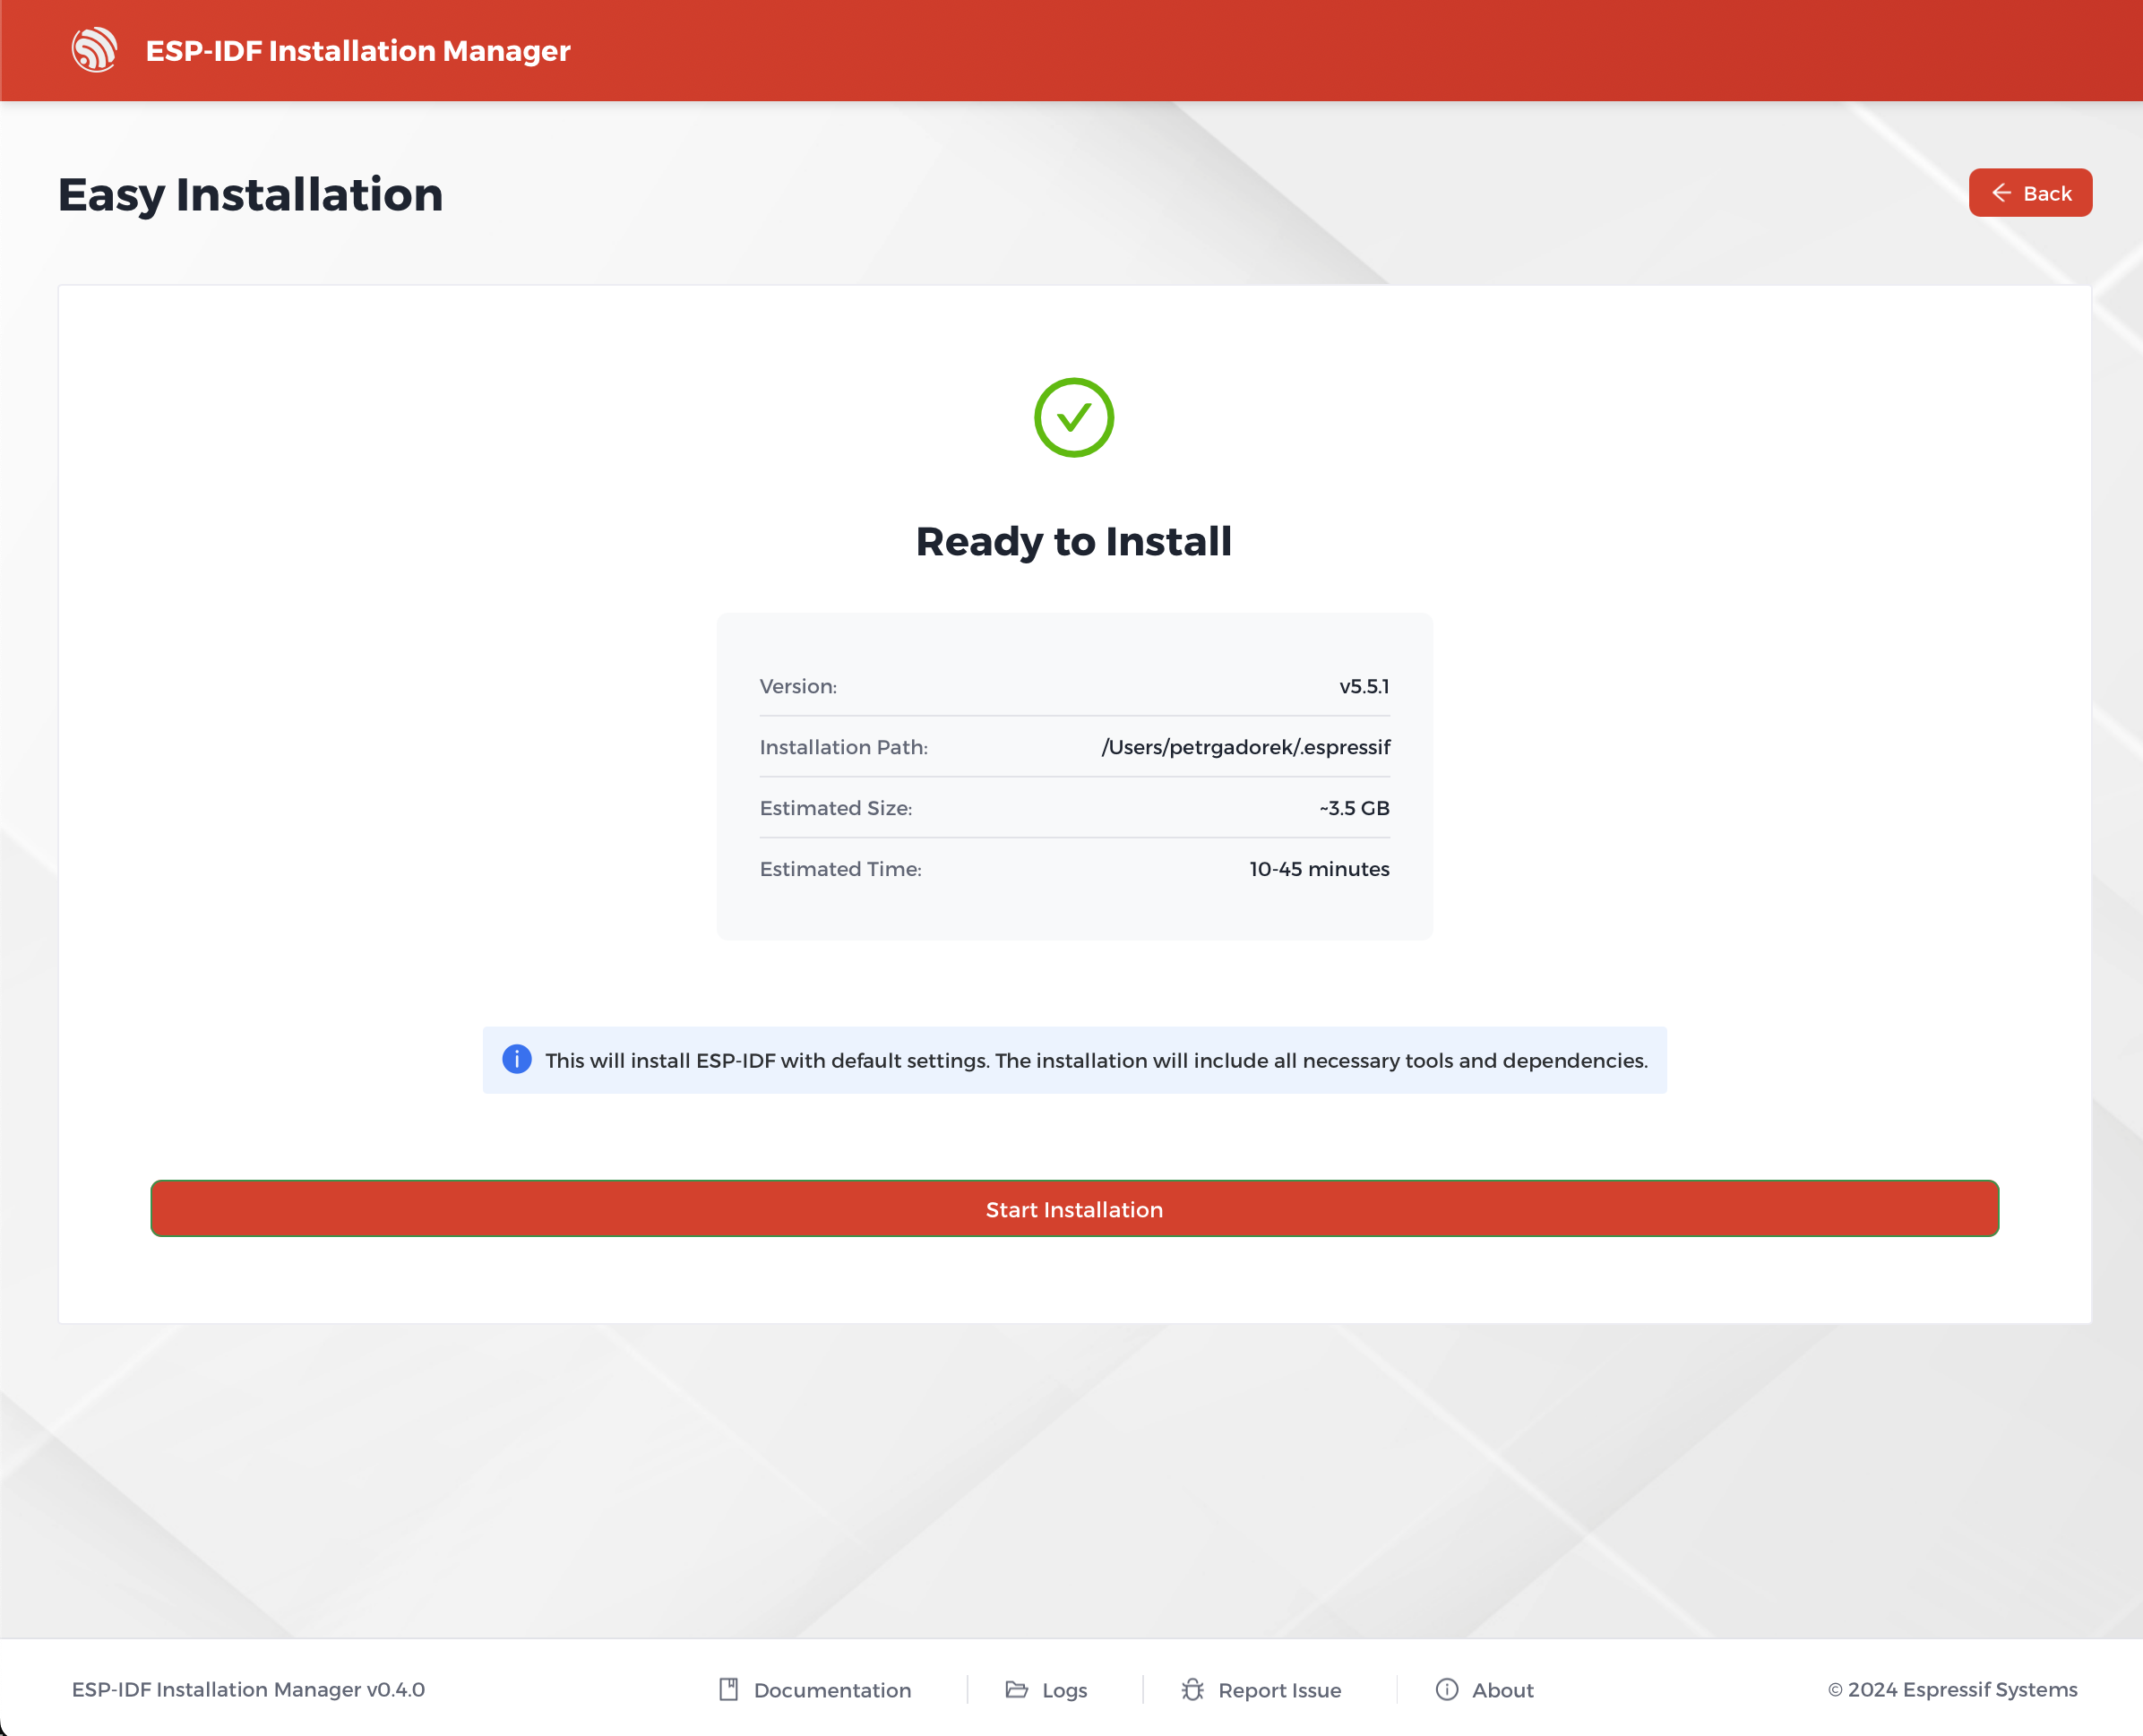 ESP-IDF Installation Manager
Easy Installation
Back
Ready to Install
Version: v5.5.1
Installation Path: /Users/petrgadorek/.espressif
Estimated Size: ~3.5 GB
Estimated Time: 10-45 minutes
This will install ESP-IDF with default settings. The installation will include all necessary tools and dependencies.
Start Installation
ESP-IDF Installation Manager v0.4.0
Documentation
Logs
Report Issue
About
© 2024 Espressif Systems